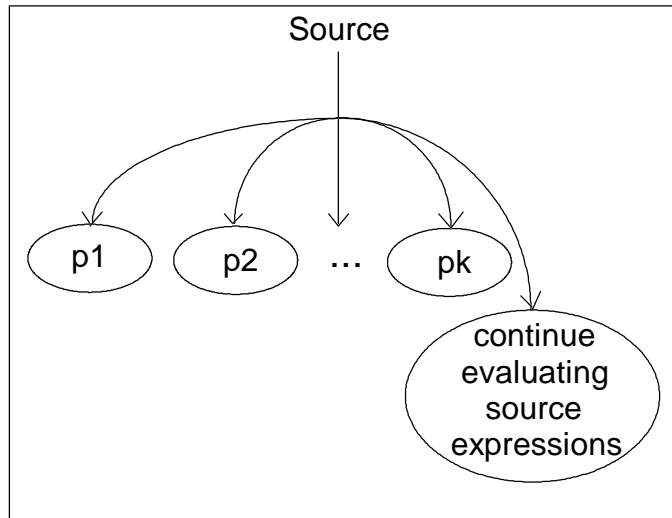 Source
p1 p2 ... pk
continue
evaluating
source
expressions